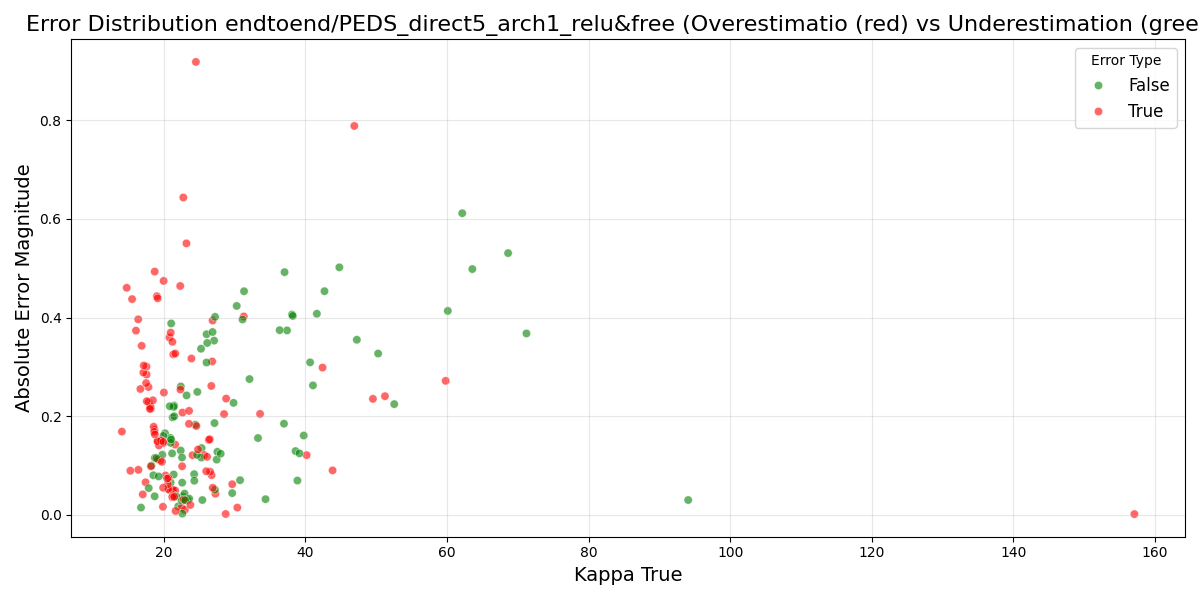 Error Distribution endtoend/PEDS_direct5_arch1_relu&free (Overestimatio (red) vs Underestimation (gree
Error Type
False
True
Absolute Error Magnitude
0.8
0.6
0.4
0.2
0.0
20 40 60 80 100 120 140 160
Kappa True